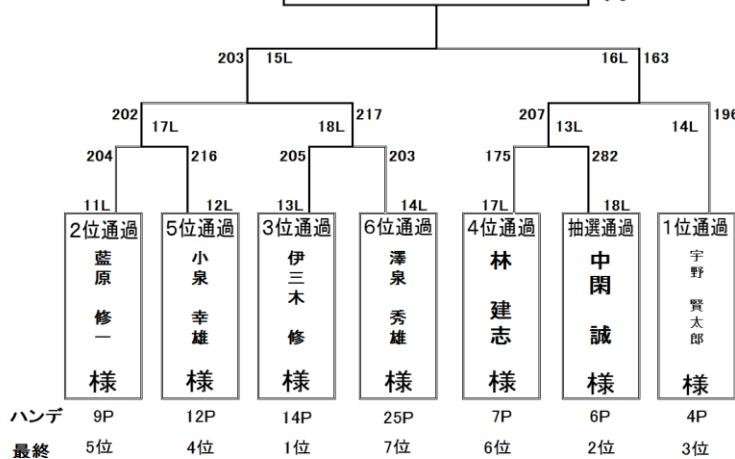 203 15L 16L 163
202 17L 18L 217 207 13L 14L 196
204 216 205 203 175 282
11L 12L 13L 14L 17L 18L
2位通過 5位通過 3位通過 6位通過 4位通過 抽選通過 1位通過
藍原 修一 小泉 幸雄 伊三木 修 澤泉 秀雄 林 建志 中閑 誠 宇野 賢太郎
様 様 様 様 様 様 様
ハンデ 9P 12P 14P 25P 7P 6P 4P
最終 5位 4位 1位 7位 6位 2位 3位